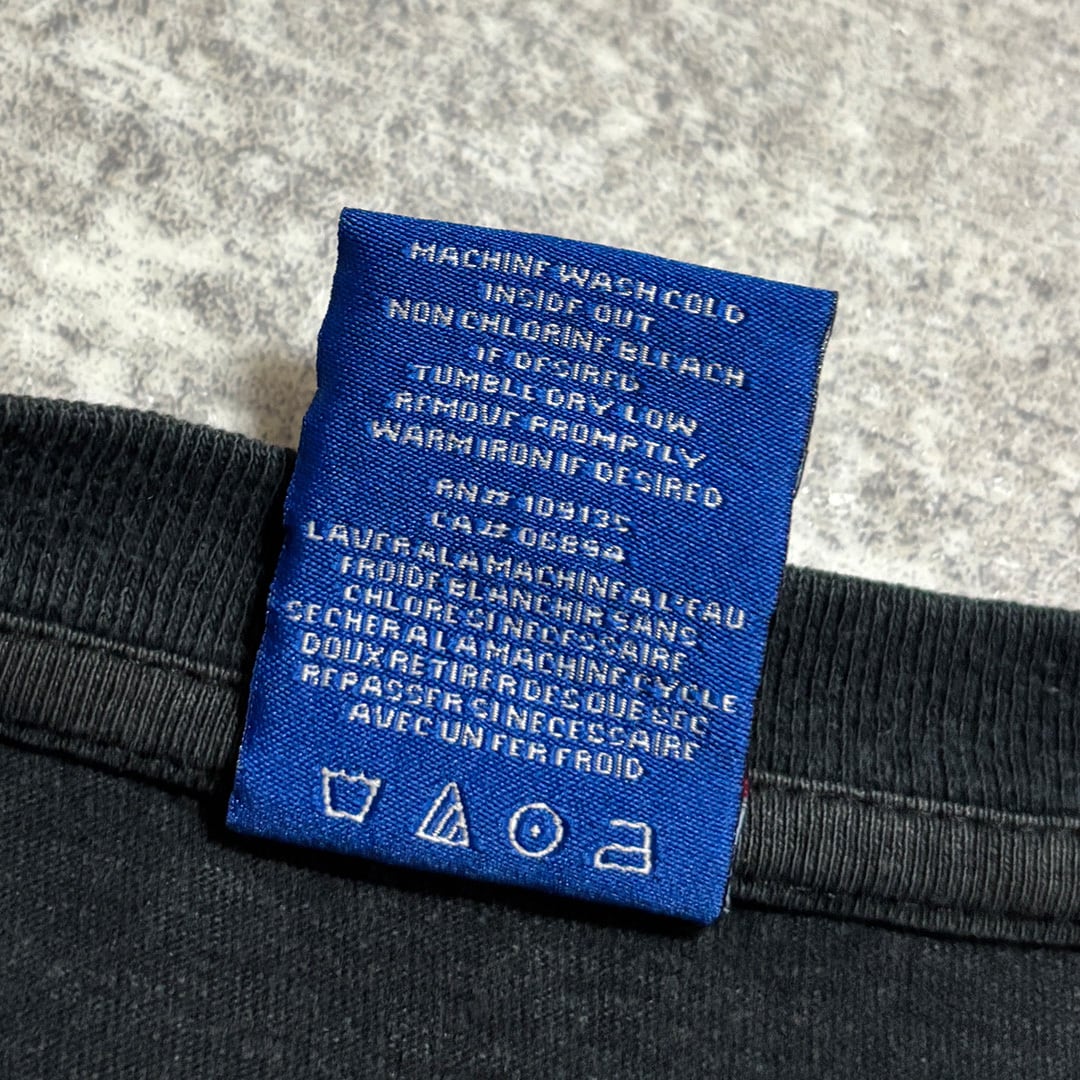 MACHINE WASH COLD
INSIDE OUT
NON CHLORINE BLEACH
IF DESIRED
TUMBLE DRY LOW
REMOVE PROMPTLY
WARM IRON IF DESIRED
RN# 109135
CA# 06894
LAVER A LA MACHINE A L'EAU
FROIDE BLANCHIR SANS
CHLORE SI NECESSAIRE
SECHER A LA MACHINE CYCLE
DOUX RETIRER DES QUE SEC
REPASSER SI NECESSAIRE
AVEC UN FER FROID